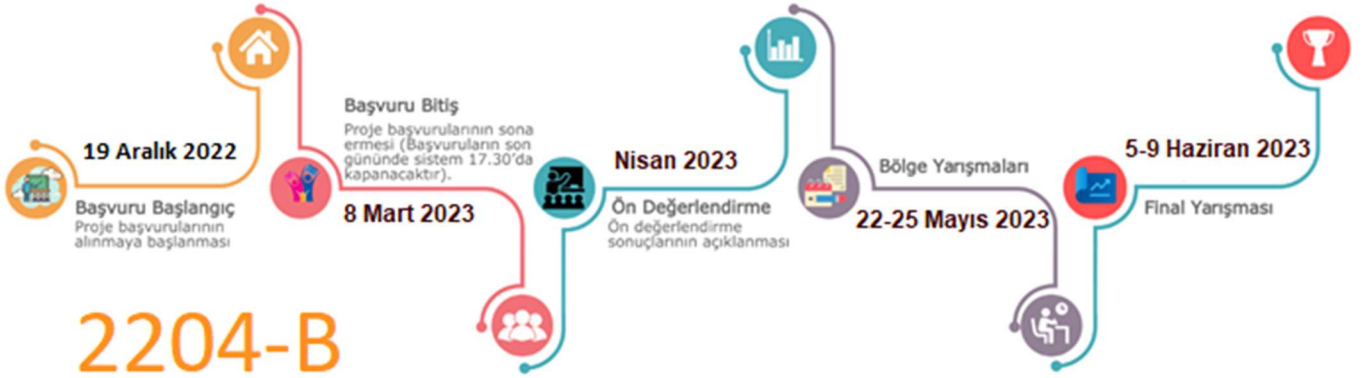 19 Aralık 2022
Başvuru Başlangıç
Proje başvurularının
alınmaya başlanması
Başvuru Bitiş
Proje başvurularının sona
ermesi (Başvuruların son
gününde sistem 17.30'da
kapanacaktır).
8 Mart 2023
Nisan 2023
Ön Değerlendirme
Ön değerlendirme
sonuçlarının açıklanması
Bölge Yarışmaları
22-25 Mayıs 2023
5-9 Haziran 2023
Final Yarışması
2204-B